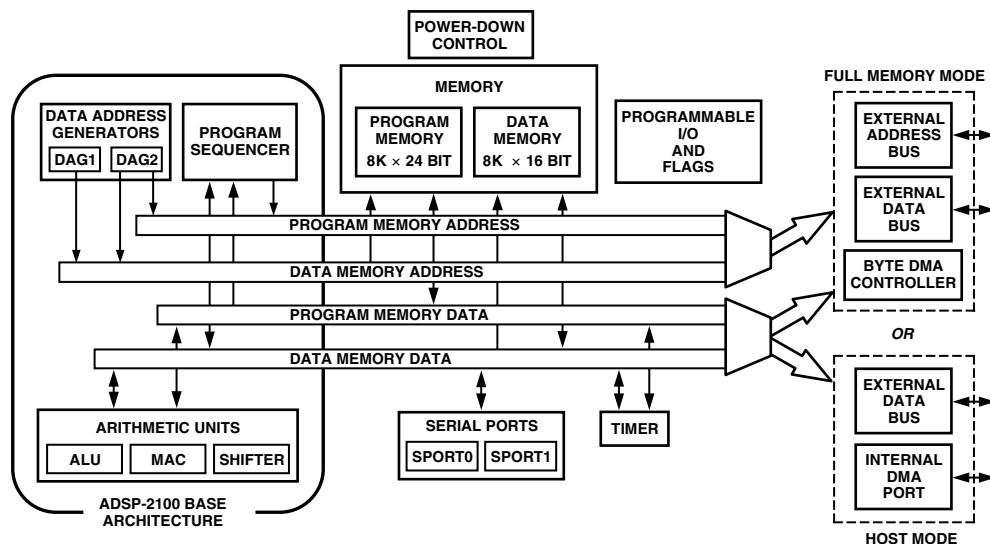 POWER-DOWN
CONTROL
MEMORY
PROGRAM
MEMORY
8K × 24 BIT
DATA
MEMORY
8K × 16 BIT
PROGRAMMABLE
I/O
AND
FLAGS
DATA ADDRESS
GENERATORS
DAG1
DAG2
PROGRAM
SEQUENCER
PROGRAM MEMORY ADDRESS
DATA MEMORY ADDRESS
PROGRAM MEMORY DATA
DATA MEMORY DATA
ARITHMETIC UNITS
ALU
MAC
SHIFTER
ADSP-2100 BASE
ARCHITECTURE
SERIAL PORTS
SPORT0
SPORT1
TIMER
FULL MEMORY MODE
EXTERNAL
ADDRESS
BUS
EXTERNAL
DATA
BUS
BYTE DMA
CONTROLLER
OR
EXTERNAL
DATA
BUS
INTERNAL
DMA
PORT
HOST MODE